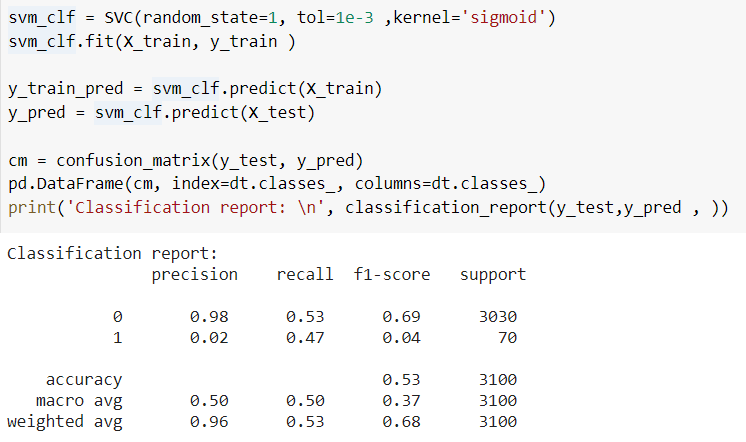 svm_clf = SVC(random_state=1, tol=1e-3 ,kernel='sigmoid')
svm_clf.fit(X_train, y_train )
y_train_pred = svm_clf.predict(X_train)
y_pred = svm_clf.predict(X_test)
cm = confusion_matrix(y_test, y_pred)
pd.DataFrame(cm, index=dt.classes_, columns=dt.classes_)
print('Classification report: \n', classification_report(y_test,y_pred , ))
Classification report:
precision recall f1-score support
0 0.98 0.53 0.69 3030
1 0.02 0.47 0.04 70
accuracy 0.53 3100
macro avg 0.50 0.50 0.37 3100
weighted avg 0.96 0.53 0.68 3100